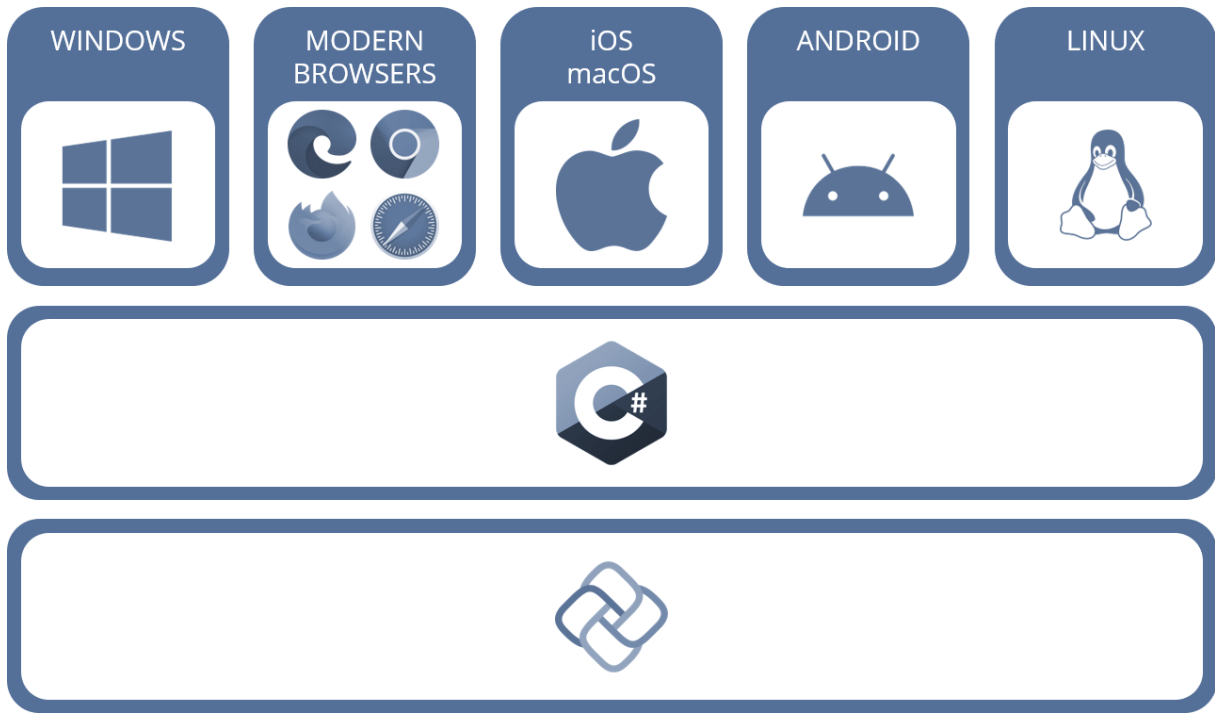 WINDOWS
MODERN
BROWSERS
iOS
macOS
ANDROID
LINUX
C#